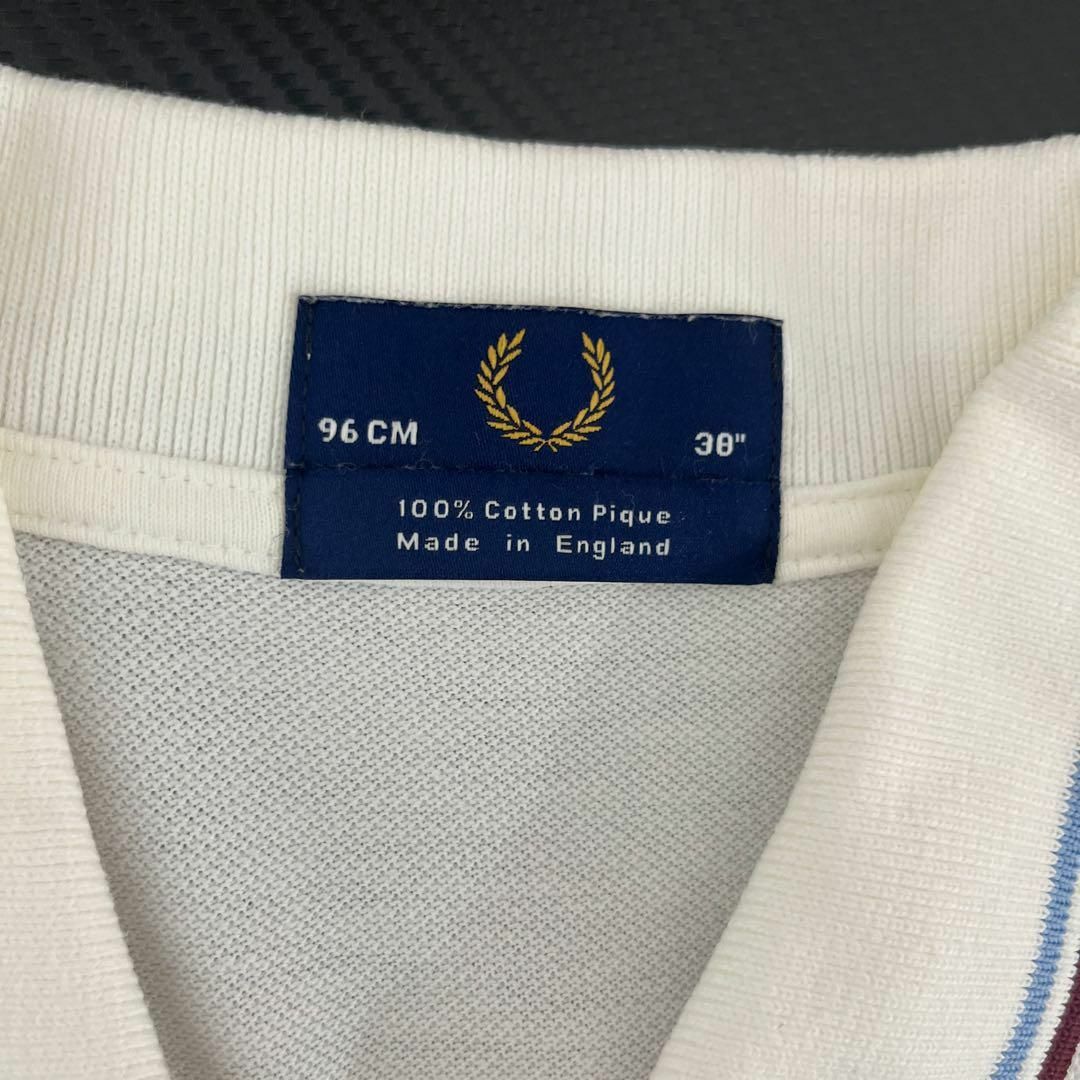 96 CM 38"
100% Cotton Pique
Made in England